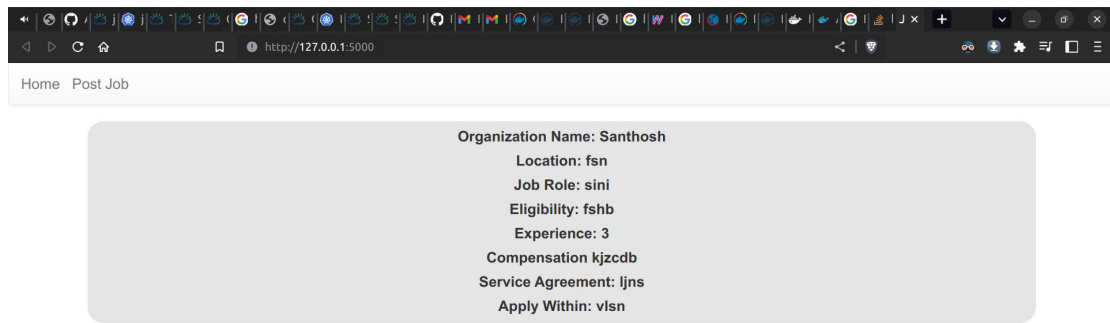 http://127.0.0.1:5000
Home Post Job
Organization Name: Santhosh
Location: fsn
Job Role: sini
Eligibility: fshb
Experience: 3
Compensation kjzcdb
Service Agreement: ljns
Apply Within: vlsn